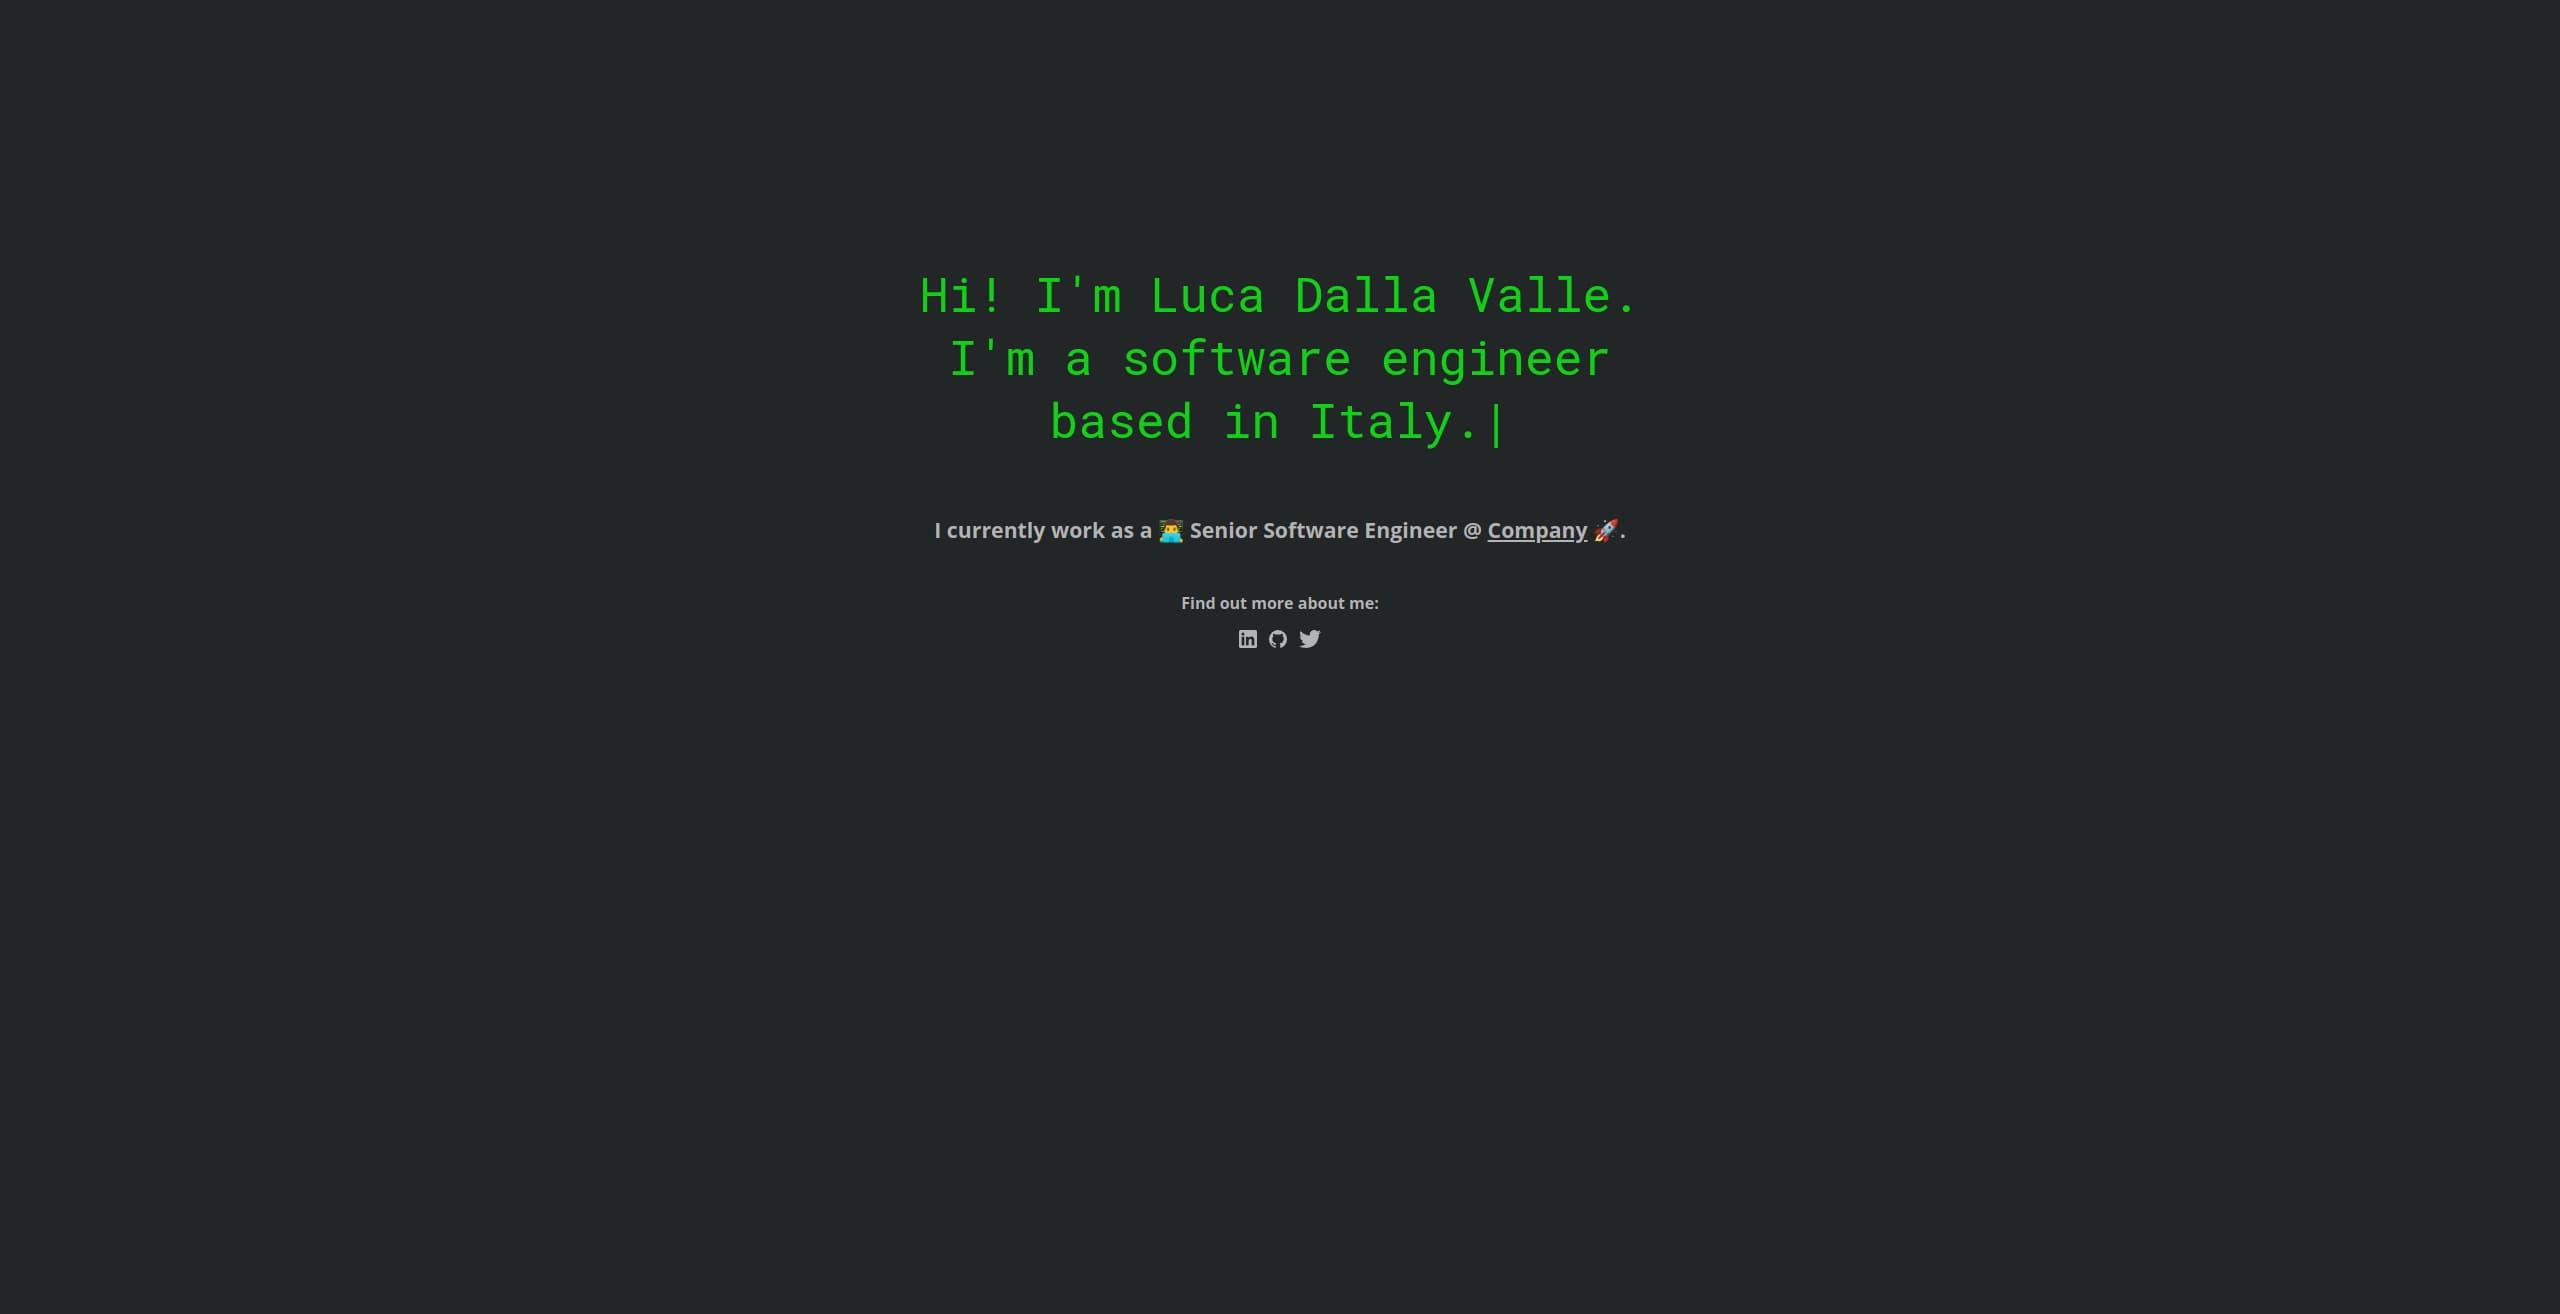 Hi! I'm Luca Dalla Valle.
I'm a software engineer
based in Italy.|
I currently work as a 👨‍💻 Senior Software Engineer @ Company 🚀.
Find out more about me:
in